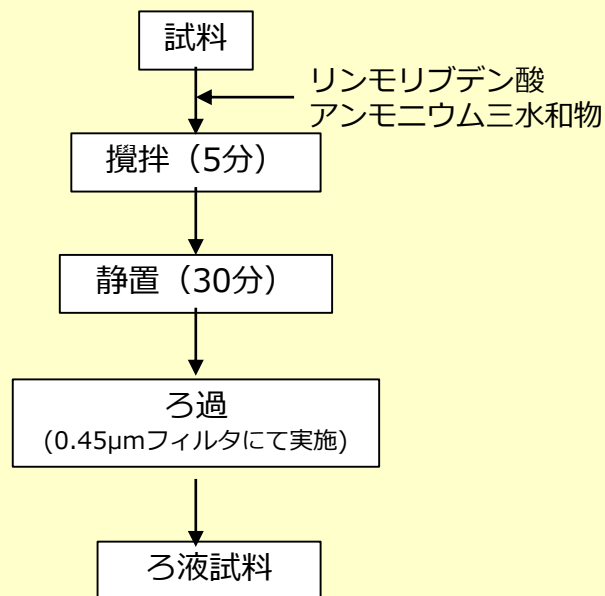 試料
リンモリブデン酸
アンモニウム三水和物
攪拌（5分）
静置（30分）
ろ過
(0.45μmフィルタにて実施)
ろ液試料